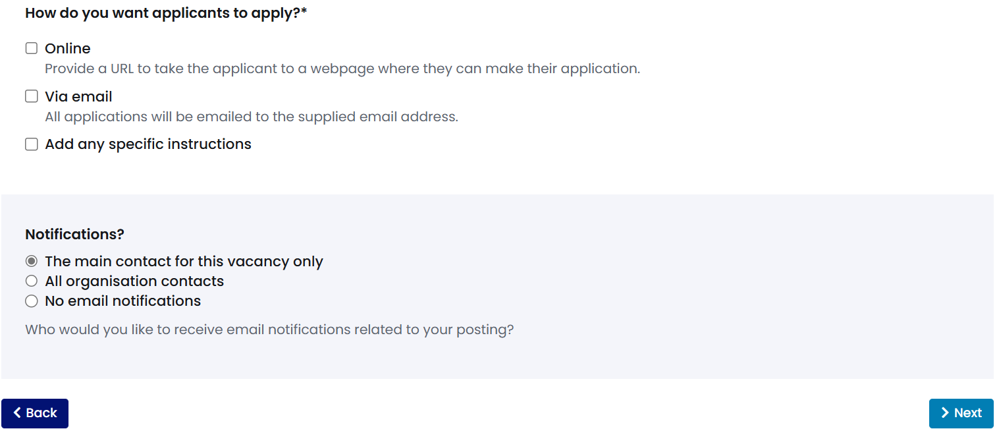 How do you want applicants to apply?*
Online
Provide a URL to take the applicant to a webpage where they can make their application.
Via email
All applications will be emailed to the supplied email address.
Add any specific instructions
Notifications?
The main contact for this vacancy only
All organisation contacts
No email notifications
Who would you like to receive email notifications related to your posting?
Back
Next